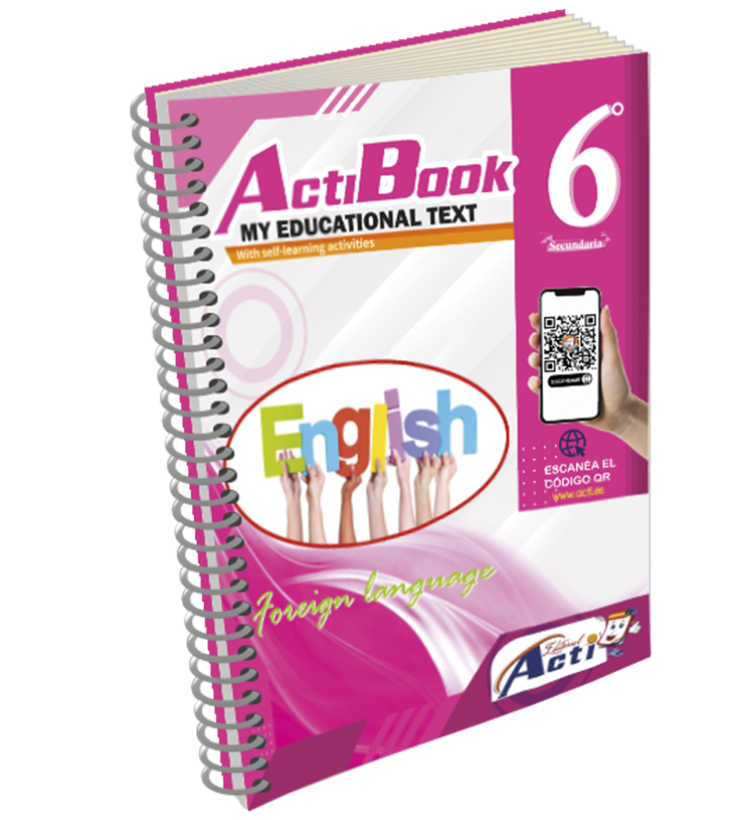 ActiBook
MY EDUCATIONAL TEXT
With self-learning activities
6°
Secundaria
English
ESCANÉA EL
CÓDIGO QR
www.acti.es
Foreign language
Editorial
Acti